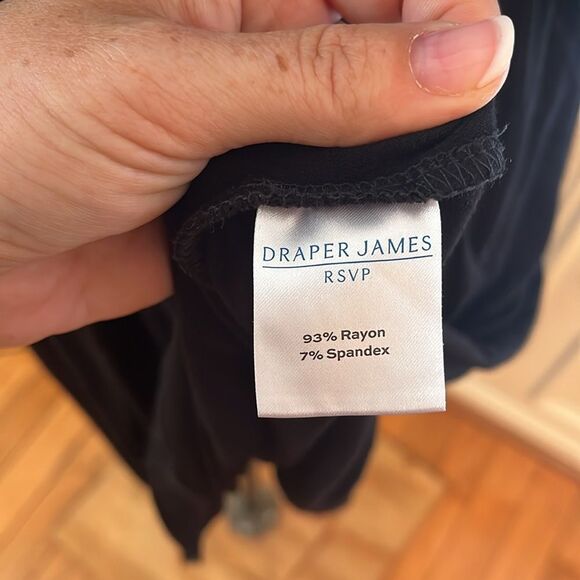 DRAPER JAMES
RSVP
93% Rayon
7% Spandex